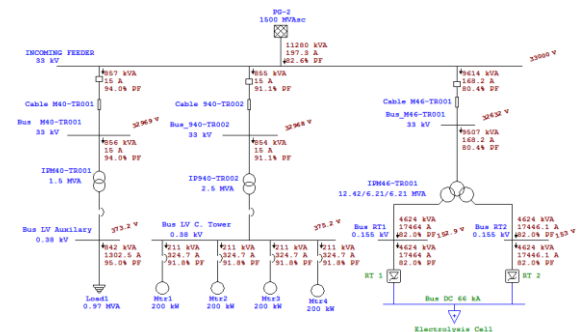 PG-2
1500 MVAsc
11280 kVA
197.3 A
82.6% PF
INCOMING FEEDER
33 kV
33000 V
857 kVA
15 A
94.0% PF
855 kVA
15 A
91.1% PF
9614 kVA
168.2 A
80.4% PF
Cable M40-TR001
Cable 940-TR002
Cable M46-TR001
Bus M40-TR001
33 kV
32969 V
Bus_940-TR002
33 kV
32968 V
Bus_M46-TR001
33 kV
32632 V
856 kVA
15 A
94.0% PF
854 kVA
15 A
91.1% PF
9507 kVA
168.2 A
80.4% PF
IPM40-TR001
1.5 MVA
IP940-TR002
2.5 MVA
IPM46-TR001
12.42/6.21/6.21 MVA
Bus LV Auxilary
0.38 kV
373.2 V
Bus LV C. Tower
0.38 kV
375.2 V
4624 kVA
17464 A
82.0% PF
4624 kVA
17446.1 A
82.0% PF
Bus RT1
0.155 kV
152.9 V
Bus RT2
0.155 kV
153 V
842 kVA
1302.5 A
95.0% PF
211 kVA
324.7 A
91.8% PF
211 kVA
324.7 A
91.8% PF
211 kVA
324.7 A
91.8% PF
211 kVA
324.7 A
91.8% PF
4624 kVA
17464 A
82.0% PF
4624 kVA
17446.1 A
82.0% PF
RT 1
RT 2
Load1
0.97 MVA
Mtr1
200 kW
Mtr2
200 kW
Mtr3
200 kW
Mtr4
200 kW
Bus DC 66 kA
Electrolysis Cell